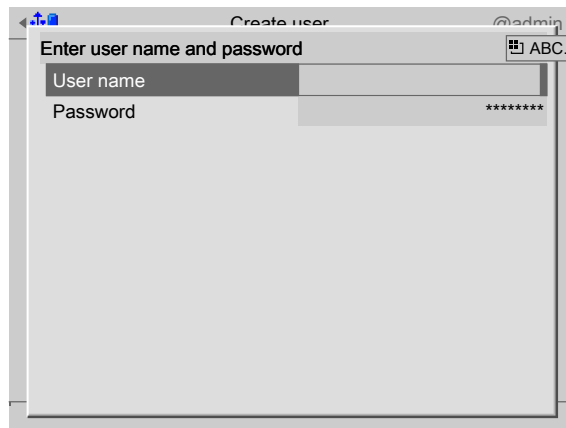 Create user @admin
Enter user name and password ABC.
User name
Password ********